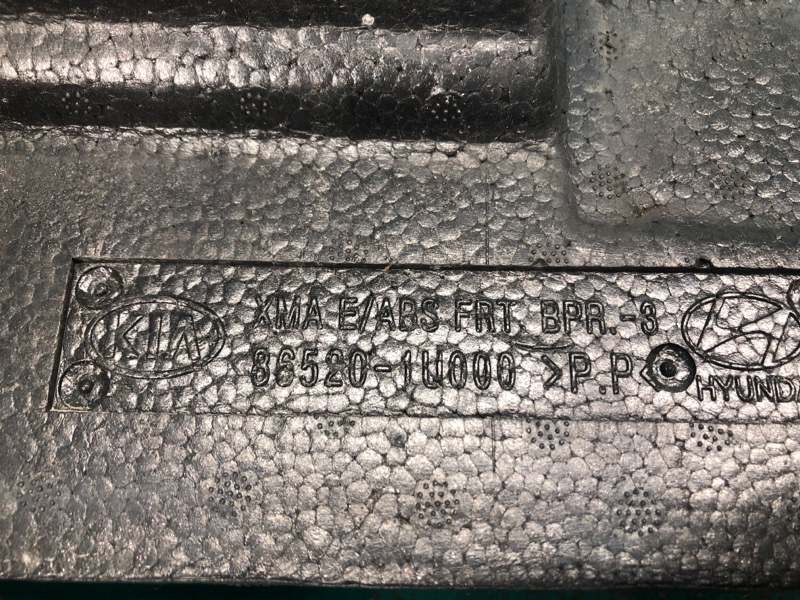 KIA
XMA E/ABS FRT. BPR.-3
86520-1U000 >P.P<
HYUNDA